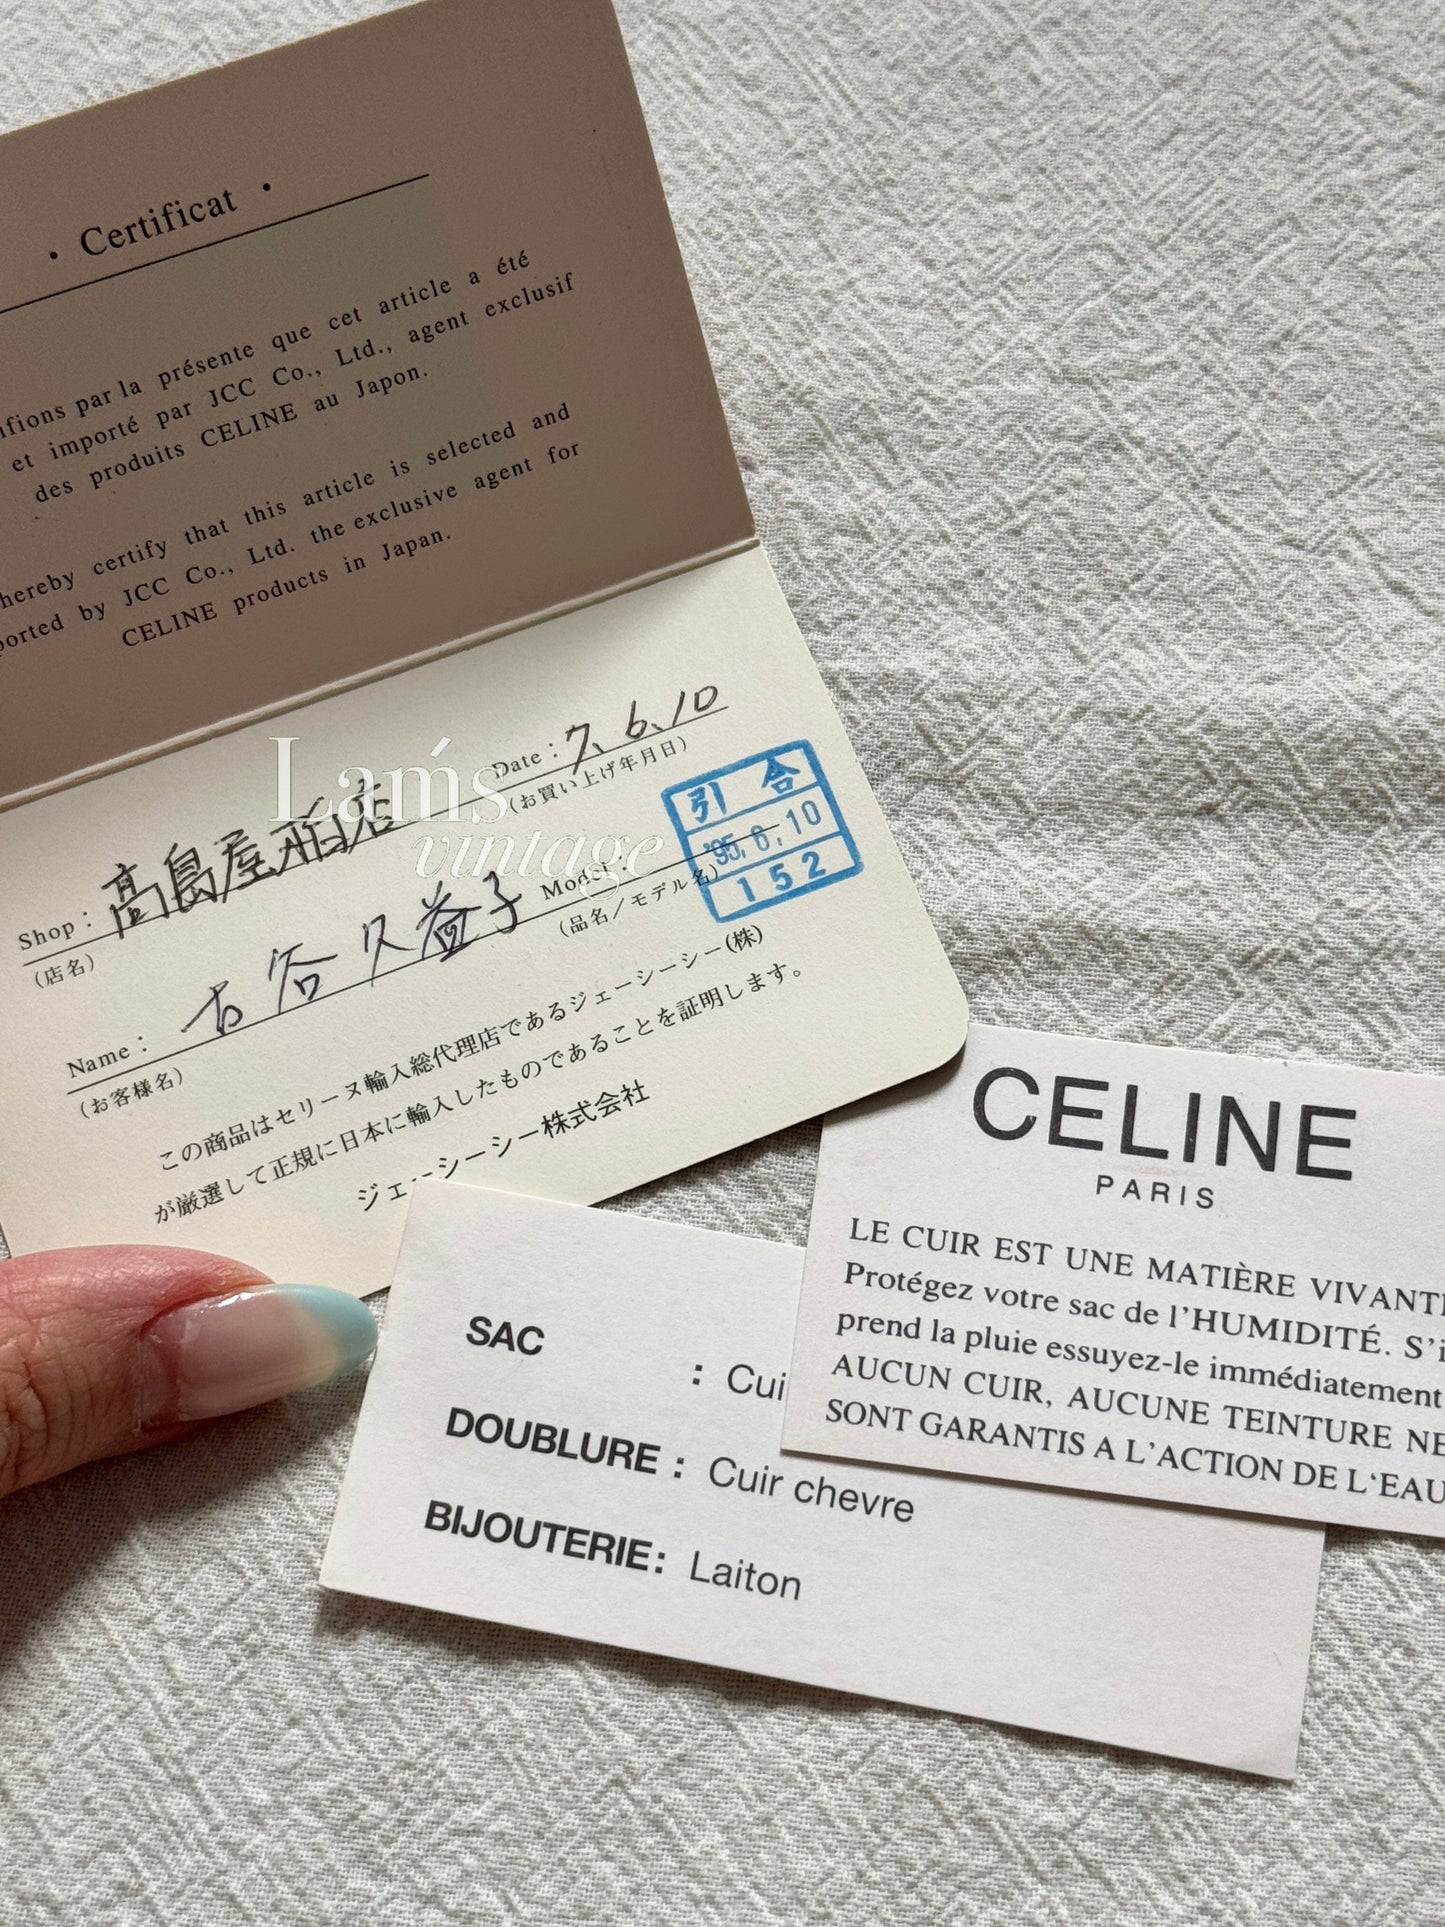 · Certificat ·
par la présente que cet article a été
et importé par JCC Co., Ltd., agent exclusif
des produits CELINE au Japon.
hereby certify that this article is selected and
by JCC Co., Ltd. the exclusive agent for
CELINE products in Japan.
Shop : 高島屋柏店
(店名)
Date : 7. 6. 10
(お買い上げ年月日)
Name : 古谷久益子
(お客様名)
Model :
(品名/モデル名)
引合
'95. 6. 10
152
この商品はセリーヌ輸入総代理店であるジェーシーシー(株)
が厳選して正規に日本に輸入したものであることを証明します。
ジェーシーシー株式会社
Lam's
vintage
CELINE
PARIS
LE CUIR EST UNE MATIÈRE
Protégez votre sac de l'HUMIDITÉ.
prend la pluie essuyez-le immédiatement
AUCUN CUIR, AUCUNE TEINTURE NE
SONT GARANTIS A L'ACTION DE L'EAU
SAC :
DOUBLURE : Cuir chevre
BIJOUTERIE : Laiton